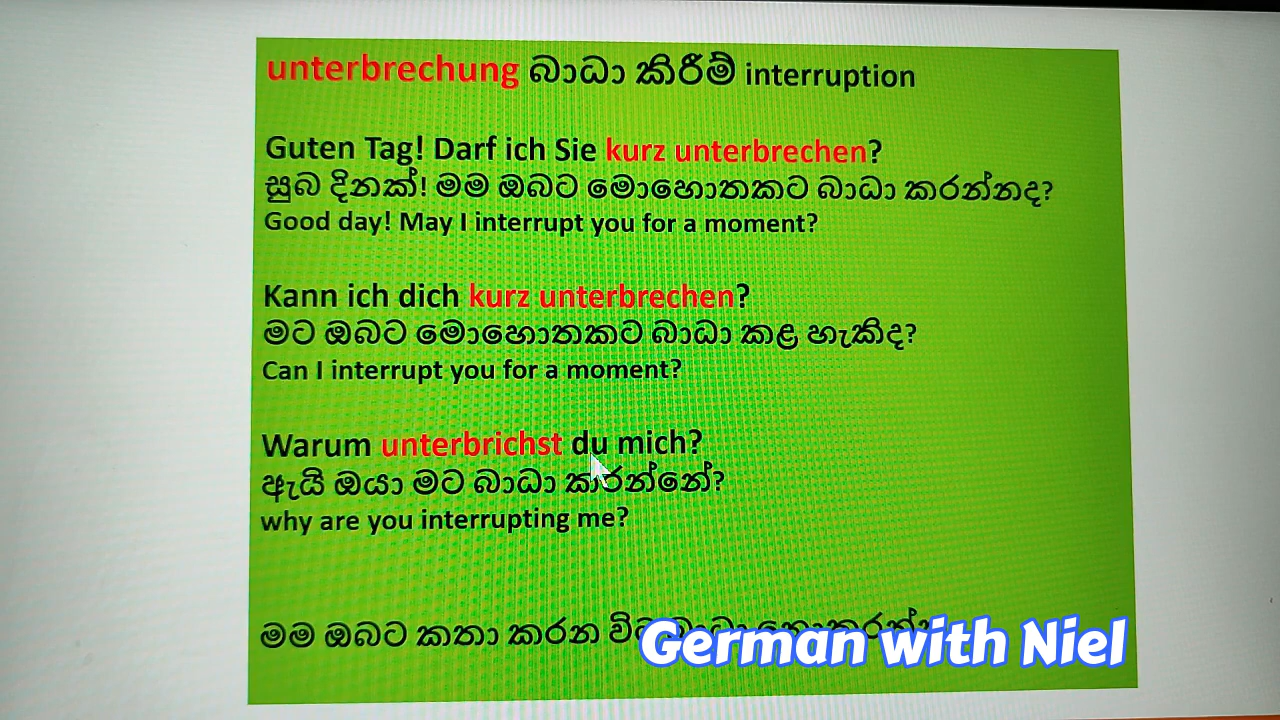 unterbrechung බාධා කිරීම් interruption
Guten Tag! Darf ich Sie kurz unterbrechen?
සුබ දිනක්! මම ඔබට මොහොතකට බාධා කරන්නද?
Good day! May I interrupt you for a moment?
Kann ich dich kurz unterbrechen?
මට ඔබට මොහොතකට බාධා කළ හැකිද?
Can I interrupt you for a moment?
Warum unterbrichst du mich?
ඇයි ඔයා මට බාධා කරන්නේ?
why are you interrupting me?
මම ඔබට කතා කරන
German with Niel